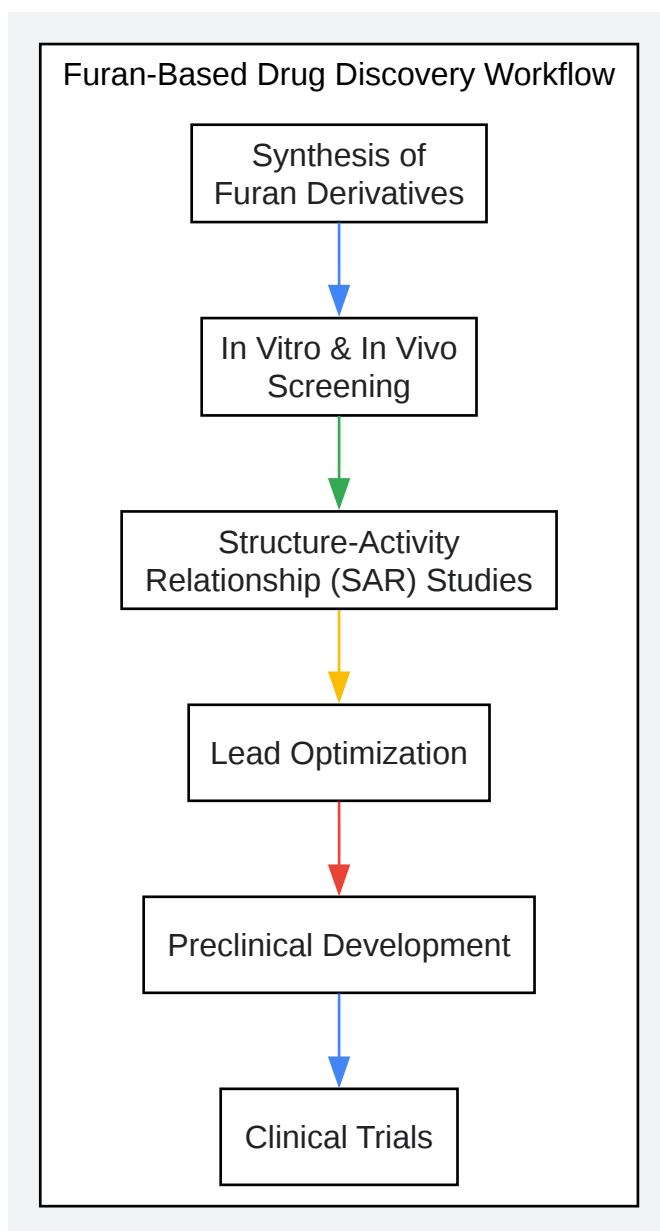 Furan-Based Drug Discovery Workflow
Synthesis of
Furan Derivatives
In Vitro & In Vivo
Screening
Structure-Activity
Relationship (SAR) Studies
Lead Optimization
Preclinical Development
Clinical Trials